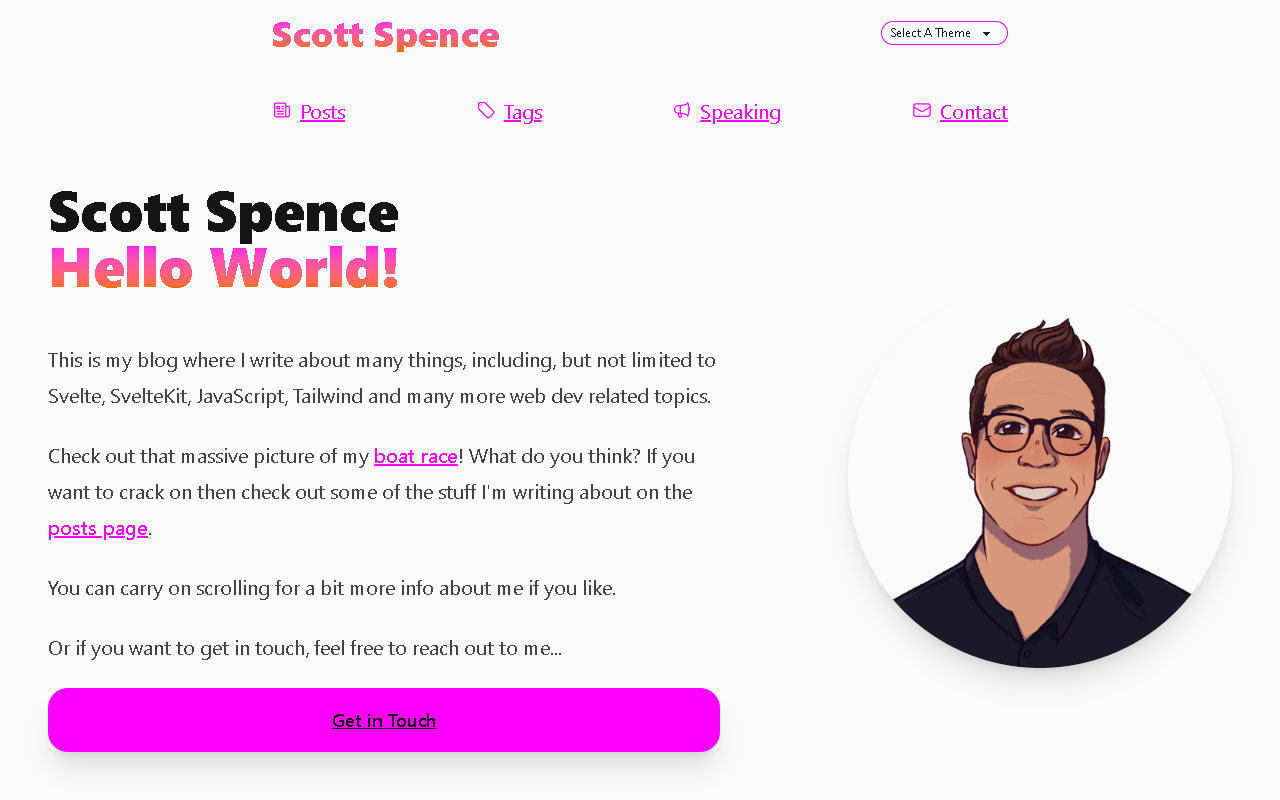 Scott Spence
Select A Theme
Posts
Tags
Speaking
Contact
Scott Spence
Hello World!
This is my blog where I write about many things, including, but not limited to
Svelte, SvelteKit, JavaScript, Tailwind and many more web dev related topics.
Check out that massive picture of my boat race! What do you think? If you
want to crack on then check out some of the stuff I'm writing about on the
posts page.
You can carry on scrolling for a bit more info about me if you like.
Or if you want to get in touch, feel free to reach out to me...
Get in Touch